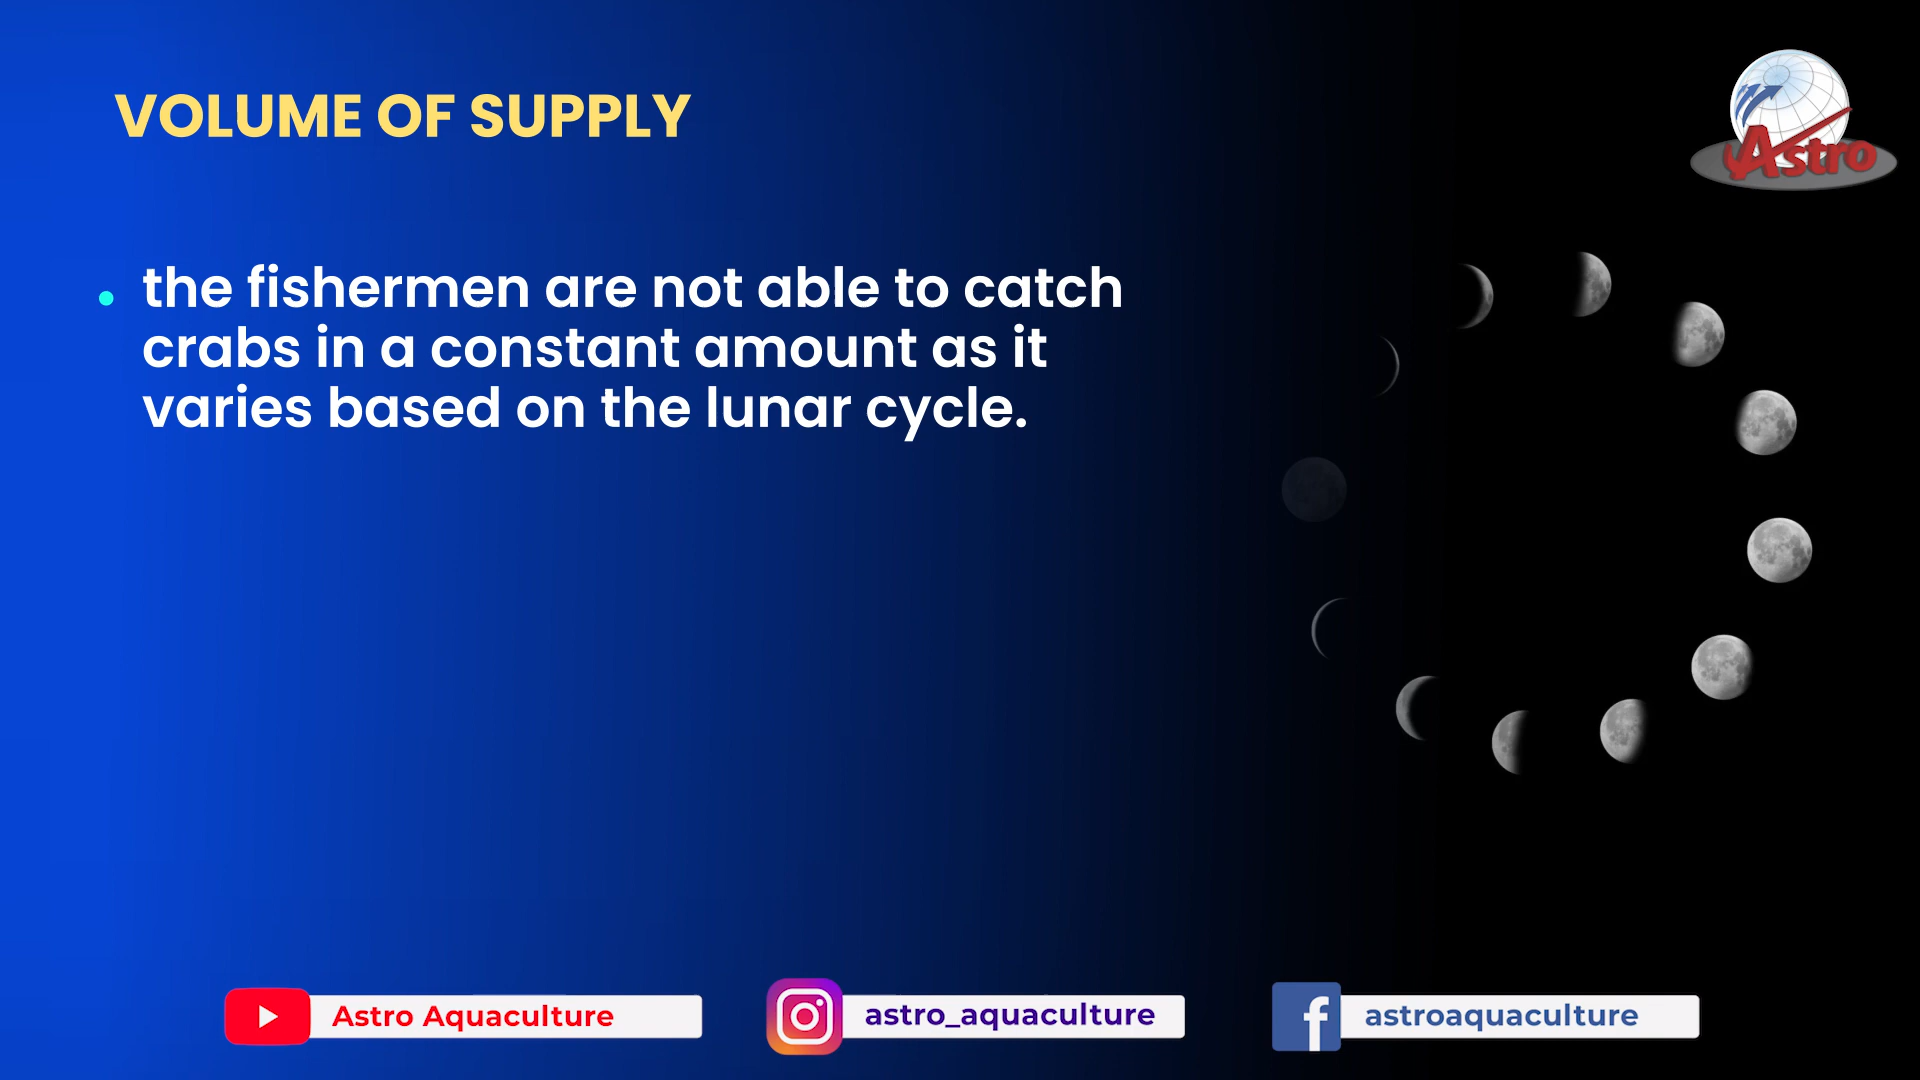 VOLUME OF SUPPLY
Astro
• the fishermen are not able to catch
crabs in a constant amount as it
varies based on the lunar cycle.
Astro Aquaculture
astro_aquaculture
astroaquaculture